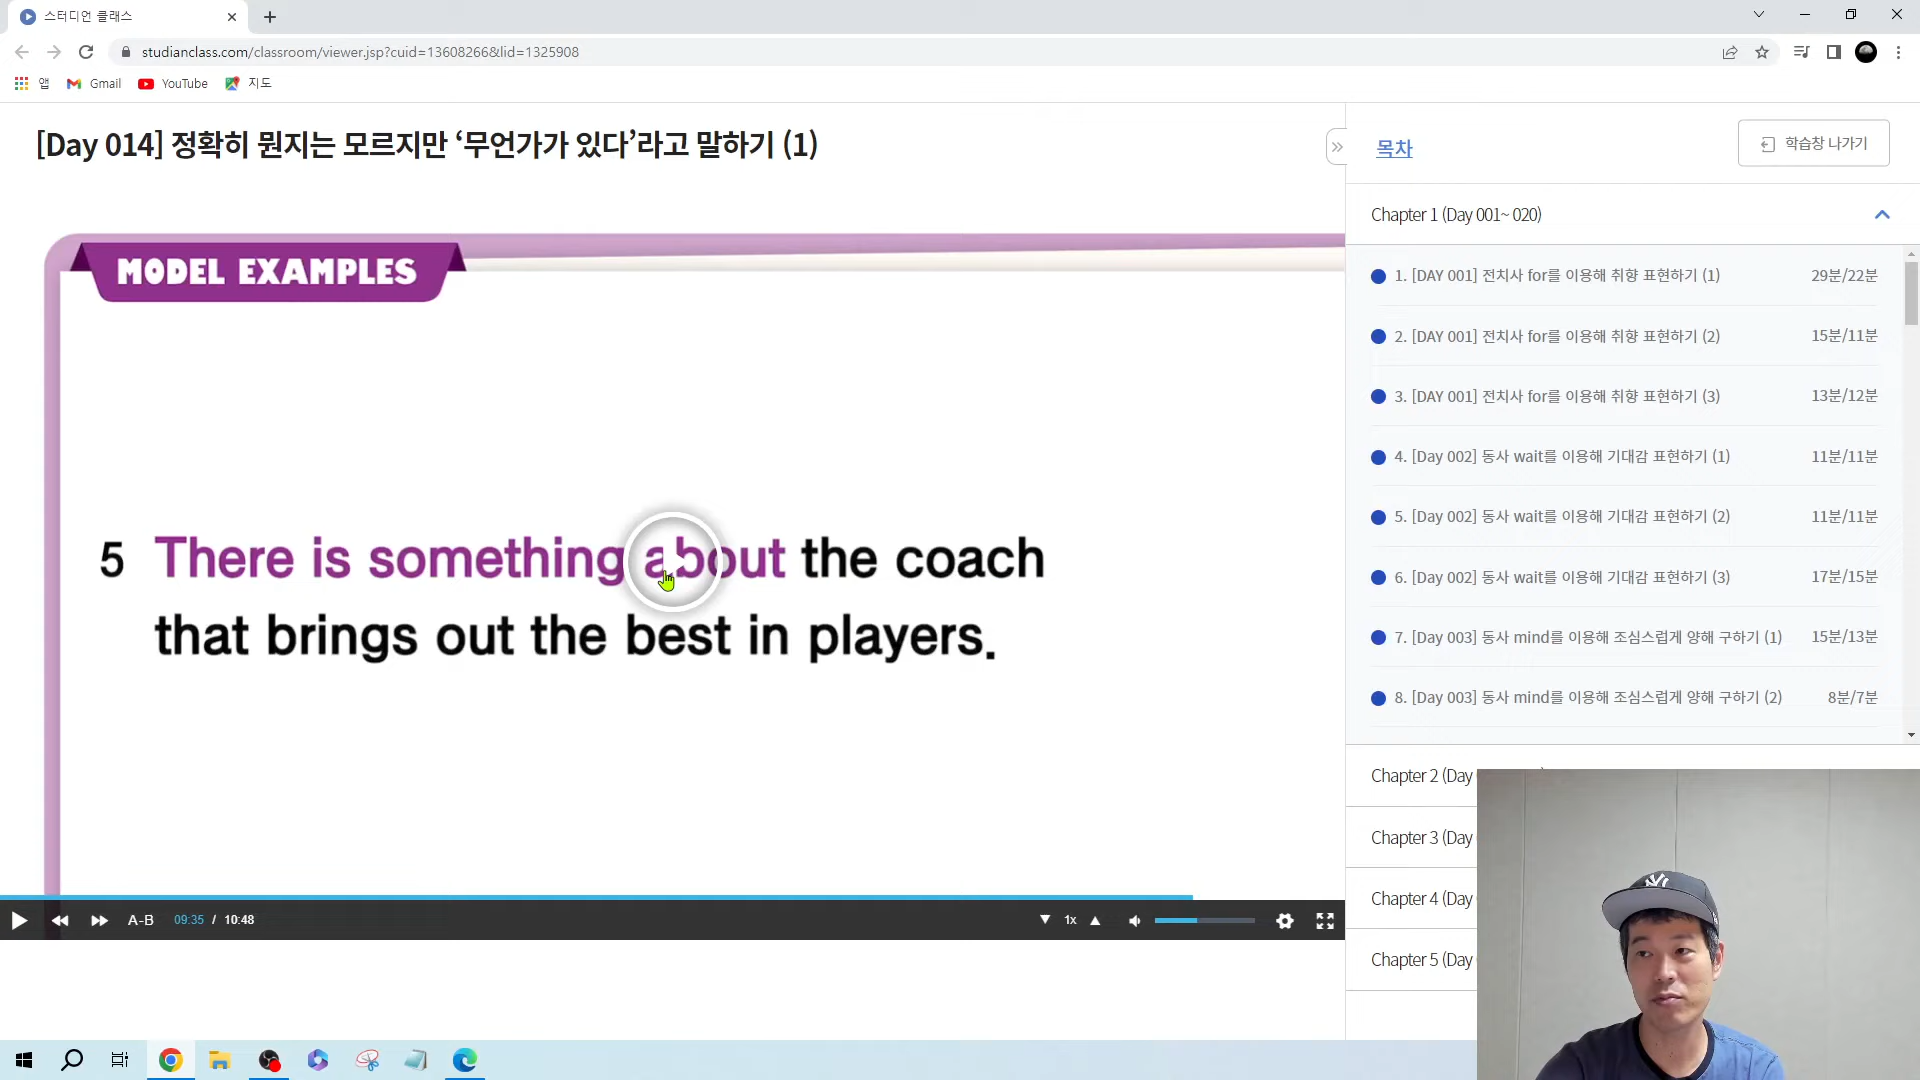 스터디언 클래스
studianclass.com/classroom/viewer.jsp?cuid=13608266&lid=1325908
앱 Gmail YouTube 지도
[Day 014] 정확히 뭔지는 모르지만 ‘무언가가 있다’라고 말하기 (1)
MODEL EXAMPLES
5 There is something about the coach
that brings out the best in players.
A-B 09:35 / 10:48 1x
목차
학습창 나가기
Chapter 1 (Day 001~ 020)
1. [DAY 001] 전치사 for를 이용해 취향 표현하기 (1) 29분/22분
2. [DAY 001] 전치사 for를 이용해 취향 표현하기 (2) 15분/11분
3. [DAY 001] 전치사 for를 이용해 취향 표현하기 (3) 13분/12분
4. [Day 002] 동사 wait를 이용해 기대감 표현하기 (1) 11분/11분
5. [Day 002] 동사 wait를 이용해 기대감 표현하기 (2) 11분/11분
6. [Day 002] 동사 wait를 이용해 기대감 표현하기 (3) 17분/15분
7. [Day 003] 동사 mind를 이용해 조심스럽게 양해 구하기 (1) 15분/13분
8. [Day 003] 동사 mind를 이용해 조심스럽게 양해 구하기 (2) 8분/7분
Chapter 2 (Day
Chapter 3 (Day
Chapter 4 (Day
Chapter 5 (Day
NY